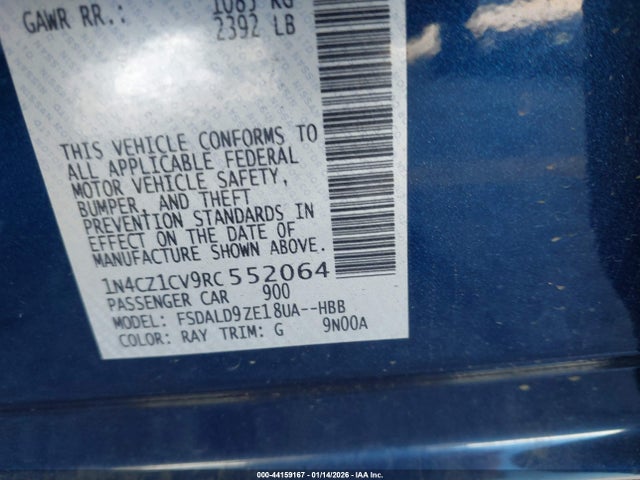 GAWR RR.: 1085 KG
2392 LB
THIS VEHICLE CONFORMS TO
ALL APPLICABLE FEDERAL
MOTOR VEHICLE SAFETY,
BUMPER, AND THEFT
PREVENTION STANDARDS IN
EFFECT ON THE DATE OF
MANUFACTURE SHOWN ABOVE.
1N4CZ1CV9RC552064
PASSENGER CAR 900
MODEL: FSDALD9ZE18UA--HBB
COLOR: RAY TRIM: G 9N00A
000-44159167 - 01/14/2026 - IAA Inc.